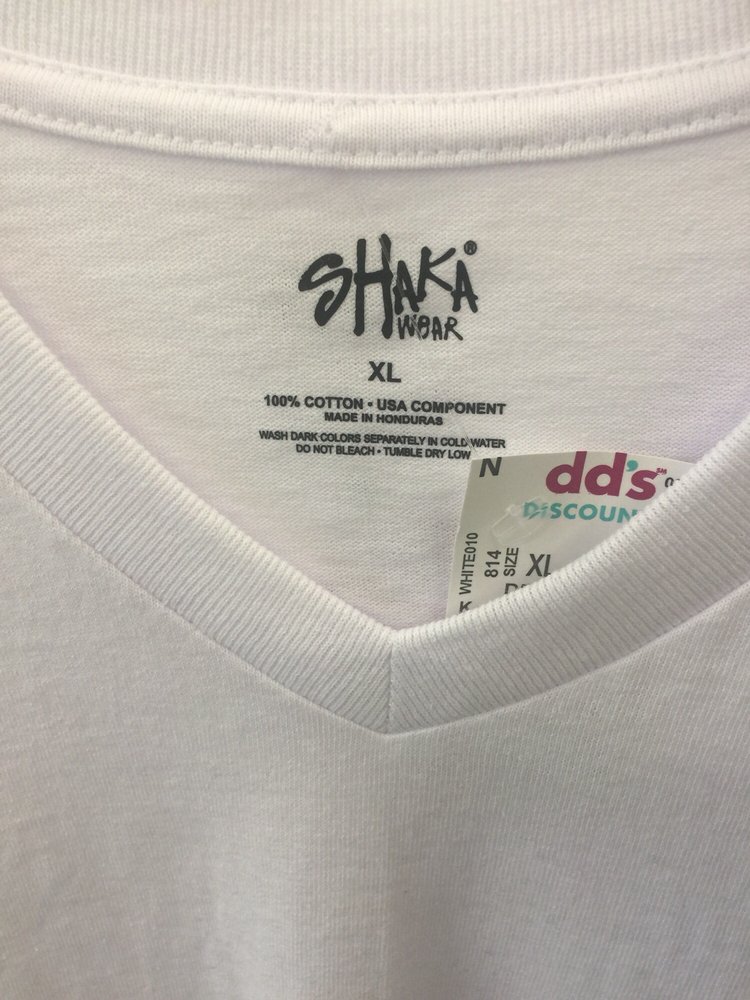 SHAKA®
WEAR
XL
100% COTTON • USA COMPONENT
MADE IN HONDURAS
WASH DARK COLORS SEPARATELY IN COLD WATER
DO NOT BLEACH • TUMBLE DRY LOW
N
dd's℠
DISCOUN
WHITE010
814
SIZE
XL
K